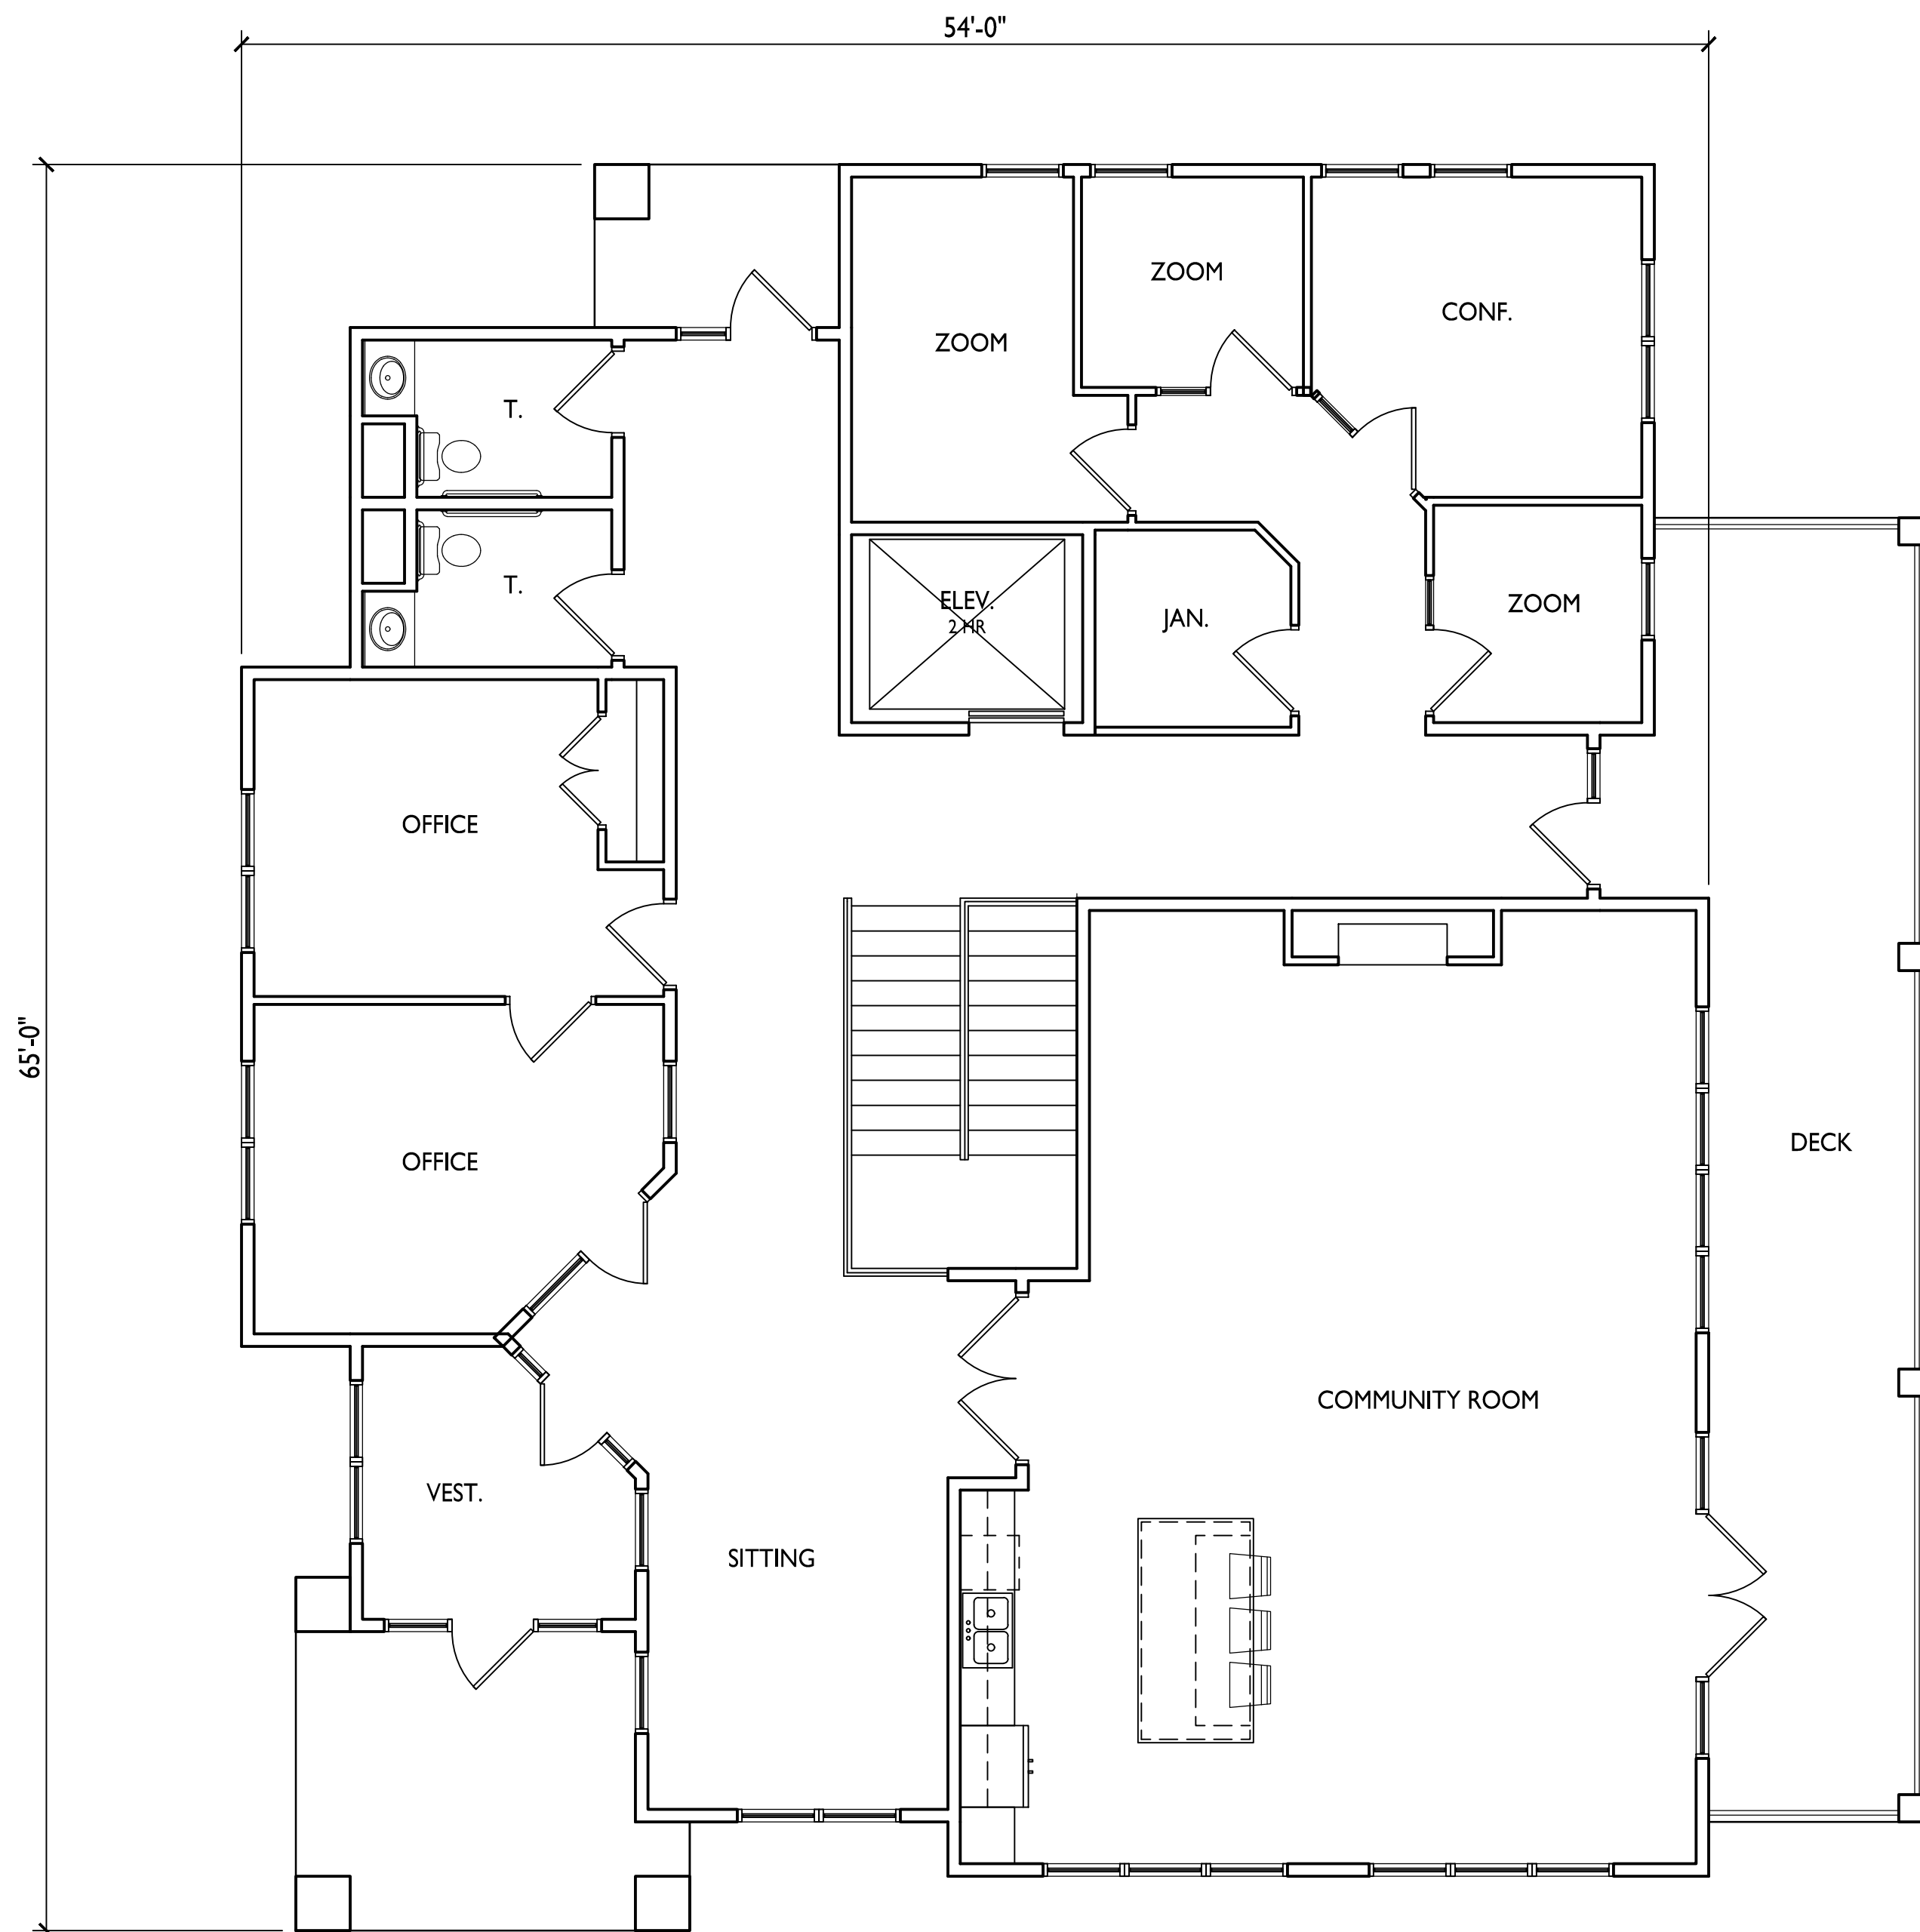 54'-0"
ZOOM
CONF.
ZOOM
T.
T.
ELEV.
2 HR
JAN.
ZOOM
OFFICE
65'-0"
DECK
OFFICE
COMMUNITY ROOM
VEST.
SITTING